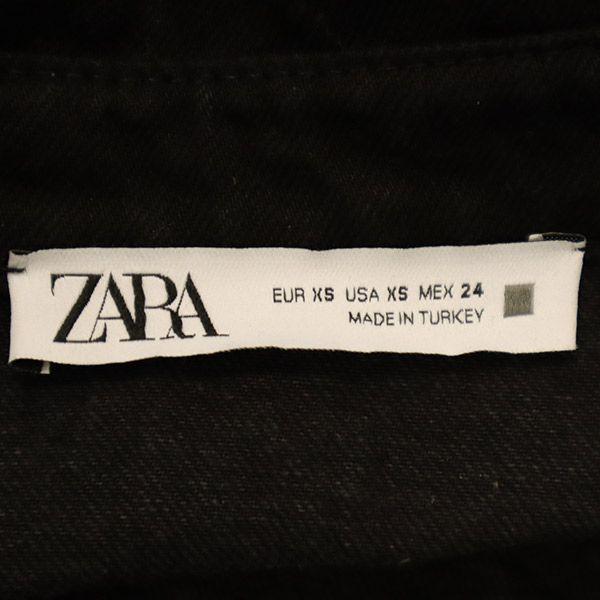 ZARA
EUR XS USA XS MEX 24
MADE IN TURKEY